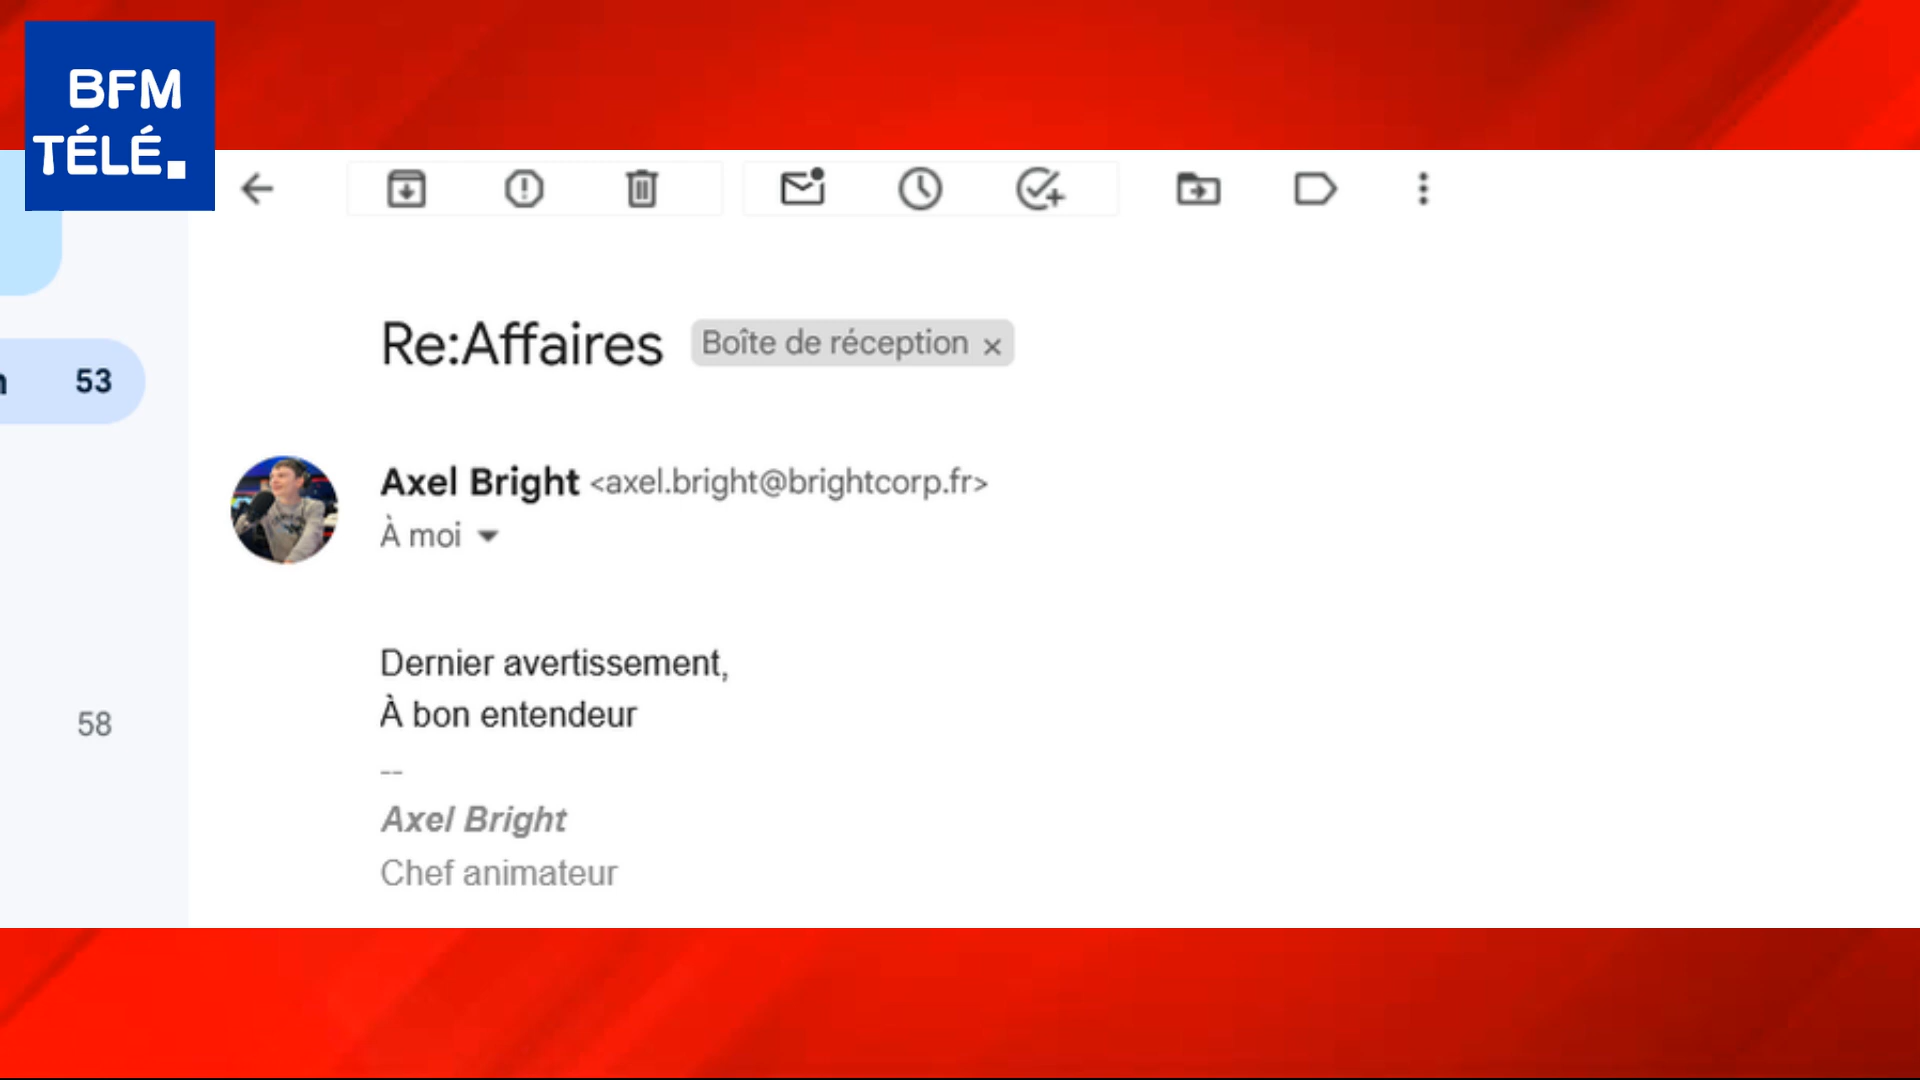 BFM
TÉLÉ.
Re:Affaires Boîte de réception ×
53
Axel Bright <axel.bright@brightcorp.fr>
À moi
Dernier avertissement,
À bon entendeur
58
--
Axel Bright
Chef animateur